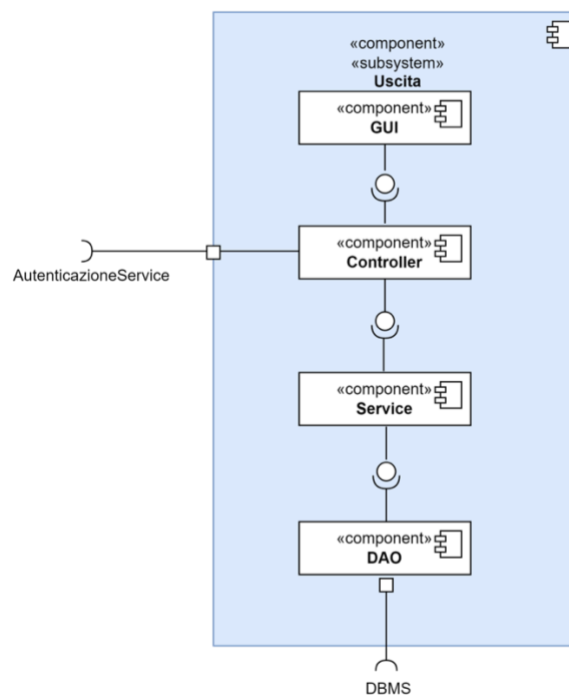 «component»
«subsystem»
Uscita
«component»
GUI
«component»
Controller
AutenticazioneService
«component»
Service
«component»
DAO
DBMS